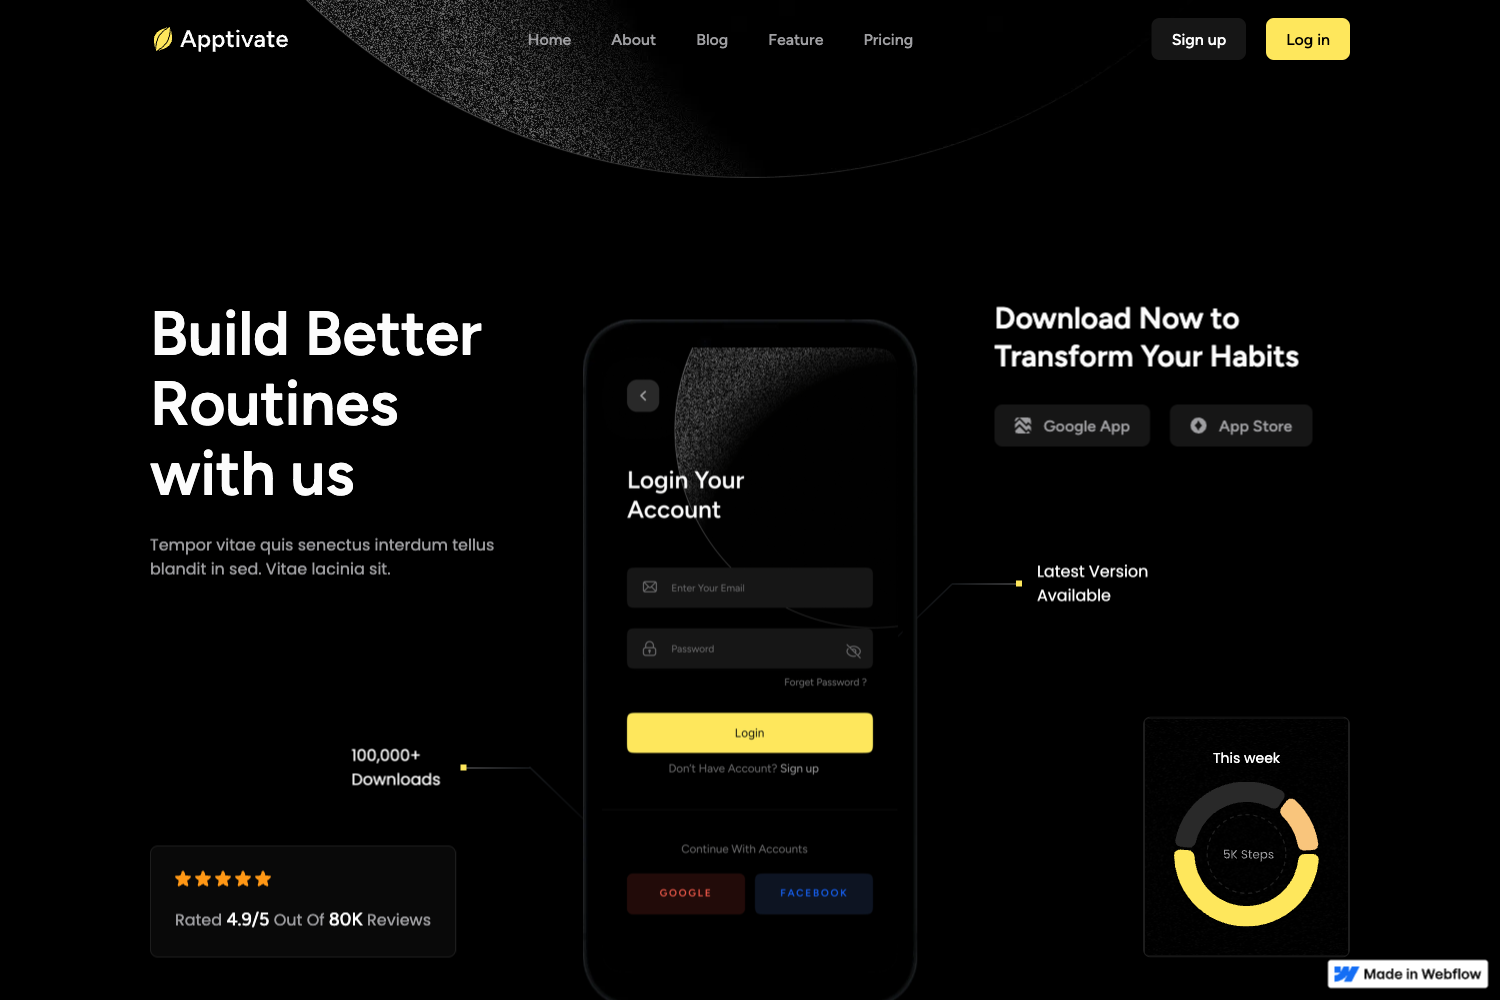 Apptivate
Home
About
Blog
Feature
Pricing
Sign up
Log in
Build Better
Routines
with us
Tempor vitae quis senectus interdum tellus
blandit in sed. Vitae lacinia sit.
Download Now to
Transform Your Habits
Google App
App Store
Login Your
Account
Enter Your Email
Password
Forget Password ?
Login
Don't Have Account? Sign up
Continue With Accounts
GOOGLE
FACEBOOK
Latest Version
Available
100,000+
Downloads
Rated 4.9/5 Out Of 80K Reviews
This week
5K Steps
Made in Webflow